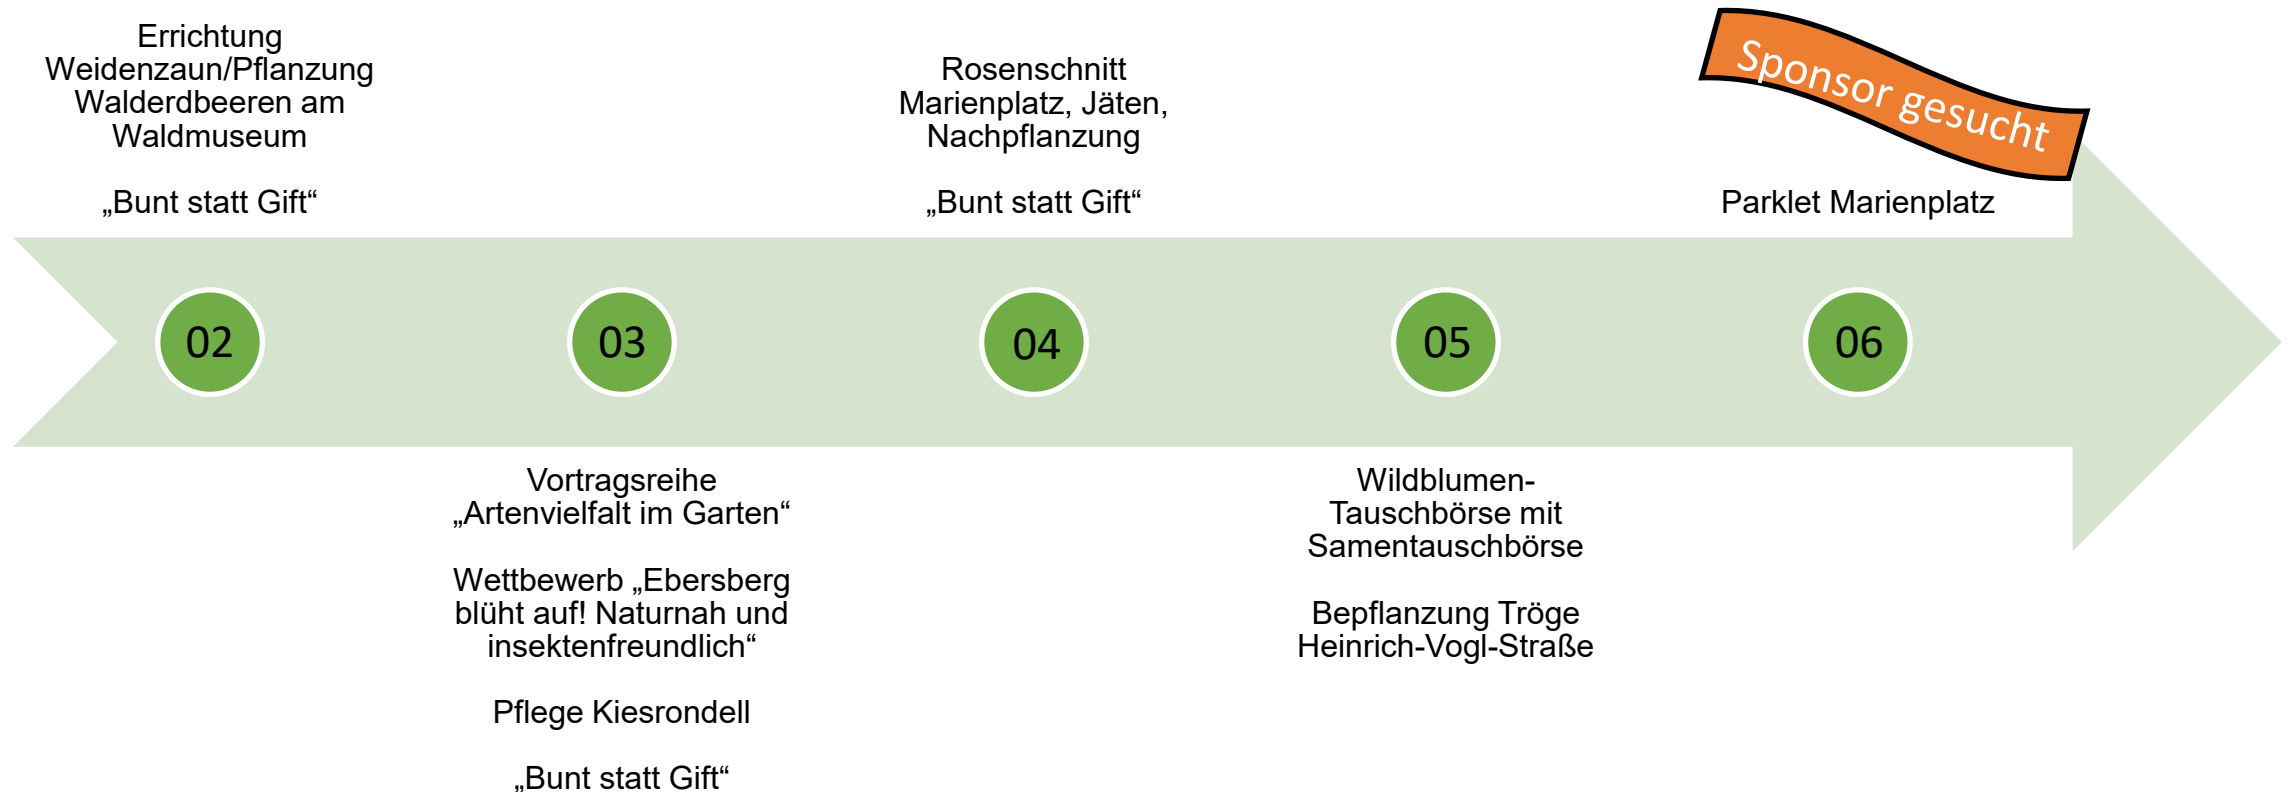 Errichtung
Weidenzaun/Pflanzung
Walderdbeeren am
Waldmuseum
„Bunt statt Gift“
Rosenschnitt
Marienplatz, Jäten,
Nachpflanzung
„Bunt statt Gift“
Sponsor gesucht
Parklet Marienplatz
02
03
04
05
06
Vortragsreihe
„Artenvielfalt im Garten“
Wettbewerb „Ebersberg
blüht auf! Naturnah und
insektenfreundlich“
Pflege Kiesrondell
„Bunt statt Gift“
Wildblumen-
Tauschbörse mit
Samentauschbörse
Bepflanzung Tröge
Heinrich-Vogl-Straße